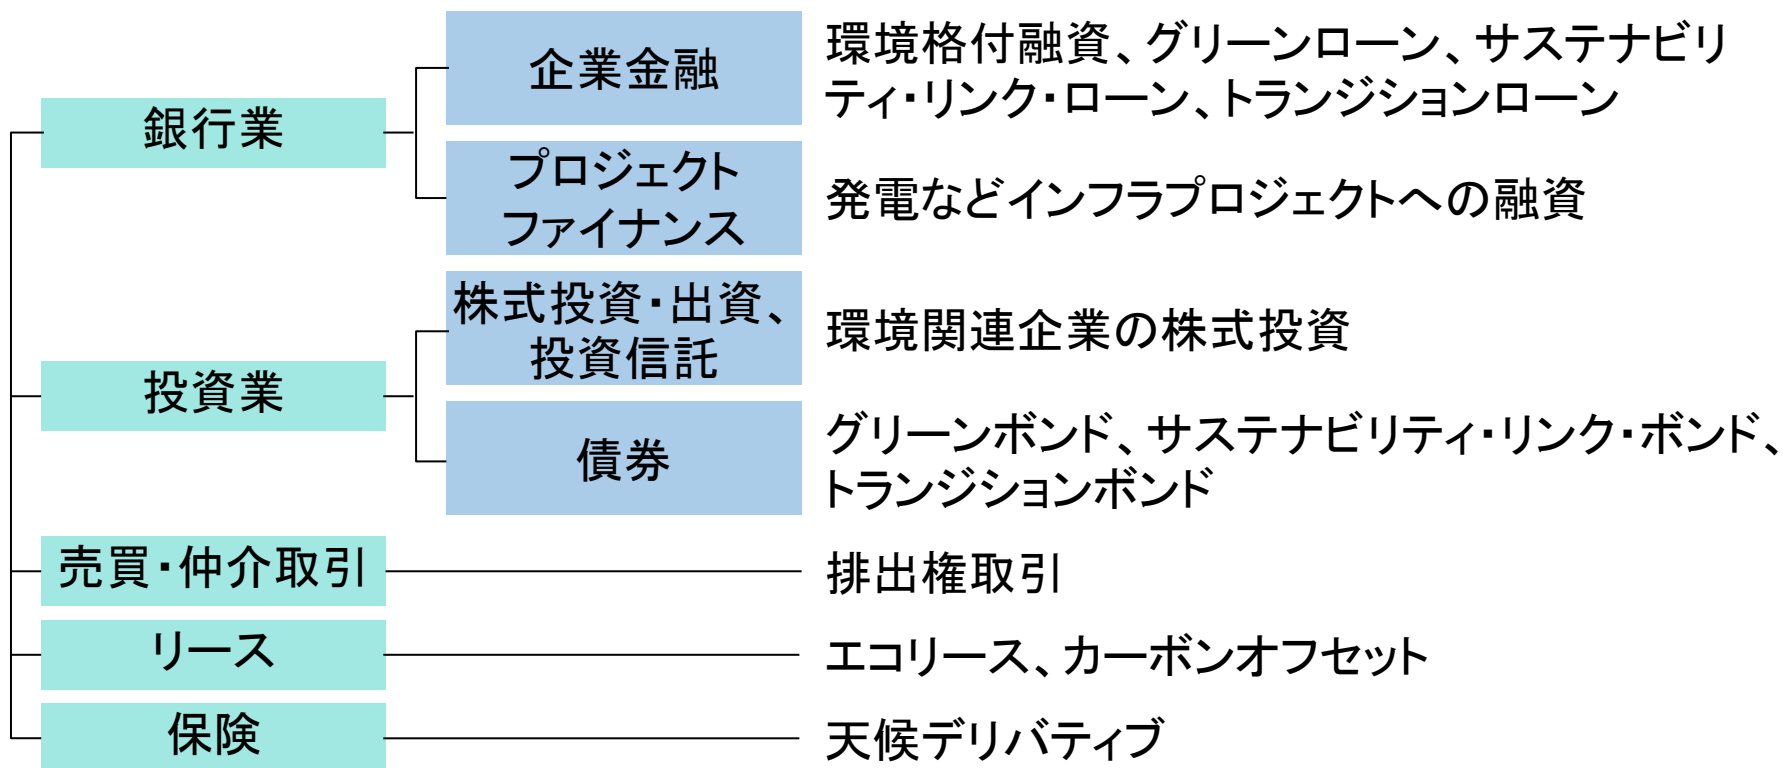 銀行業
企業金融
環境格付融資、グリーンローン、サステナビリ
ティ・リンク・ローン、トランジションローン
プロジェクト
ファイナンス
発電などインフラプロジェクトへの融資
投資業
株式投資・出資、
投資信託
環境関連企業の株式投資
債券
グリーンボンド、サステナビリティ・リンク・ボンド、
トランジションボンド
売買・仲介取引
排出権取引
リース
エコリース、カーボンオフセット
保険
天候デリバティブ